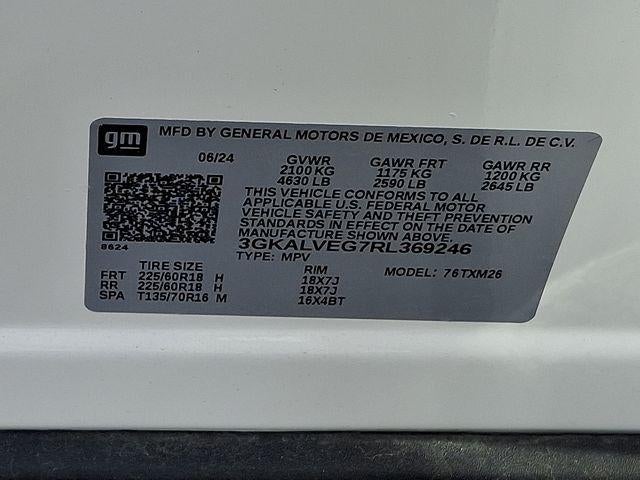 gm
MFD BY GENERAL MOTORS DE MEXICO, S. DE R.L. DE C.V.
06/24 GVWR GAWR FRT GAWR RR
2100 KG 1175 KG 1200 KG
4630 LB 2590 LB 2645 LB
THIS VEHICLE CONFORMS TO ALL
APPLICABLE U.S. FEDERAL MOTOR
VEHICLE SAFETY AND THEFT PREVENTION
STANDARDS IN EFFECT ON THE DATE OF
MANUFACTURE SHOWN ABOVE.
8624
3GKALVEG7RL369246
TYPE: MPV
TIRE SIZE RIM MODEL: 76TXM26
FRT 225/60R18 H 18X7J
RR 225/60R18 H 18X7J
SPA T135/70R16 M 16X4BT